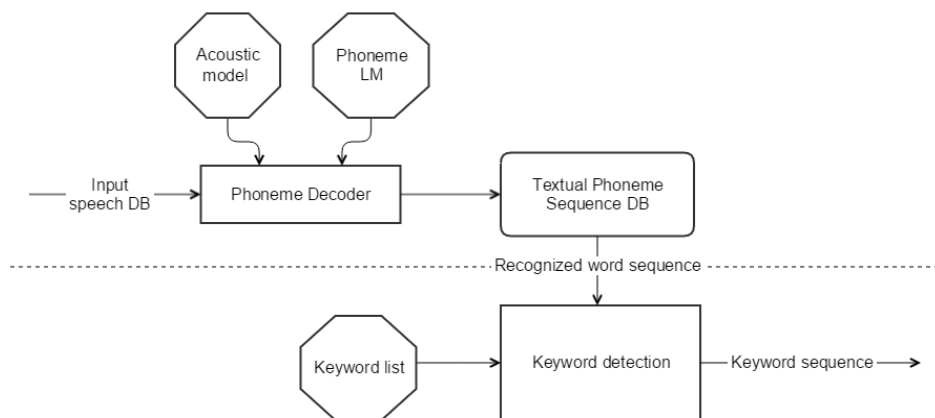 Acoustic
model
Phoneme
LM
Input
speech DB
Phoneme Decoder
Textual Phoneme
Sequence DB
Recognized word sequence
Keyword list
Keyword detection
Keyword sequence